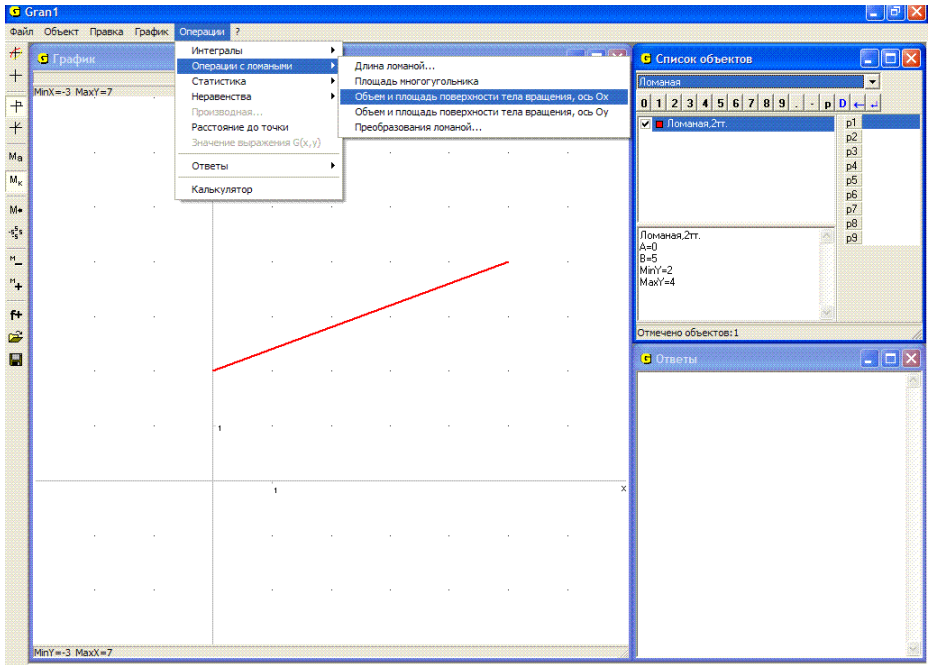 Gran1
Файл Объект Правка График Операции ?
График
MinX=-3 MaxY=7
Интегралы
Операции с ломаными
Статистика
Неравенства
Производная...
Расстояние до точки
Значение выражения G(x,y)
Ответы
Калькулятор
Длина ломаной...
Площадь многогугольника
Объем и площадь поверхности тела вращения, ось Ox
Объем и площадь поверхности тела вращения, ось Oy
Преобразования ломаной...
Ма
Мк
1
1
x
MinY=-3 MaxX=7
Список объектов
Ломаная
0 1 2 3 4 5 6 7 8 9 . - p D
Ломаная,2тт.
p1
p2
p3
p4
p5
p6
p7
p8
p9
Ломаная,2тт.
A=0
B=5
MinY=2
MaxY=4
Отмечено объектов:1
Ответы